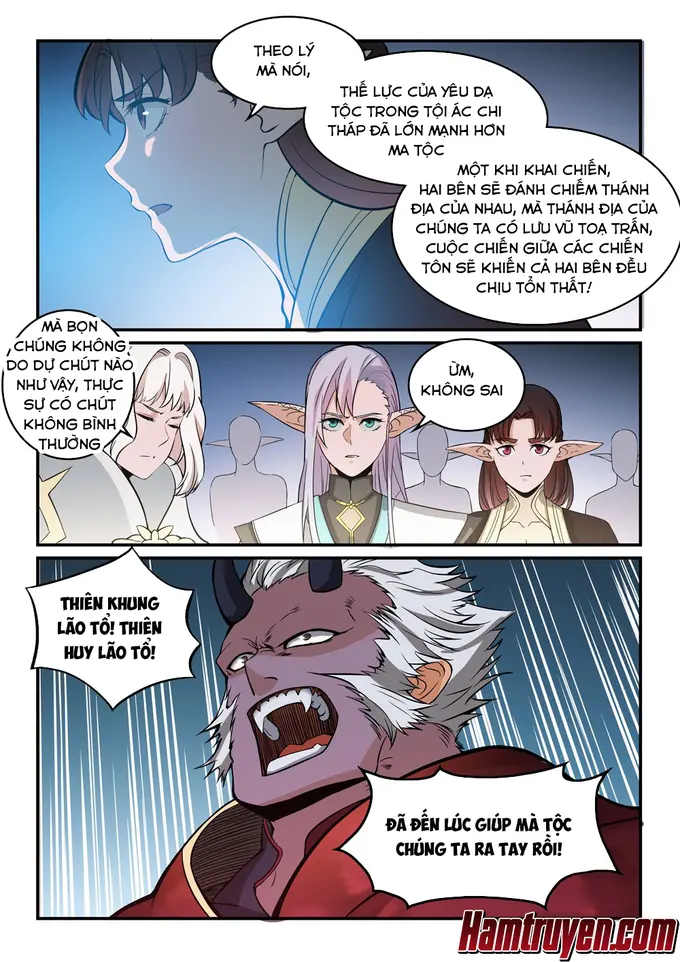 THEO LÝ
MÀ NÓI,
THẾ LỰC CỦA YÊU DẠ
TỘC TRONG TỘI ÁC CHI
THÁP ĐÃ LỚN MẠNH HƠN
MA TỘC
MỘT KHI KHAI CHIẾN,
HAI BÊN SẼ ĐÁNH CHIẾM THÁNH
ĐỊA CỦA NHAU, MÀ THÁNH ĐỊA CỦA
CHÚNG TA CÓ LƯU VŨ TOẠ TRẤN,
CUỘC CHIẾN GIỮA CÁC CHIẾN
TÔN SẼ KHIẾN CẢ HAI BÊN ĐỀU
CHỊU TỔN THẤT!
MÀ BỌN
CHÚNG KHÔNG
DO DỰ CHÚT NÀO
NHƯ VẬY, THỰC
SỰ CÓ CHÚT
KHÔNG BÌNH
THƯỜNG
ỪM,
KHÔNG SAI
THIÊN KHUNG
LÃO TỔ! THIÊN
HUY LÃO TỔ!
ĐÃ ĐẾN LÚC GIÚP MÀ TỘC
CHÚNG TA RA TAY RỒI!
Hamtruyen.com